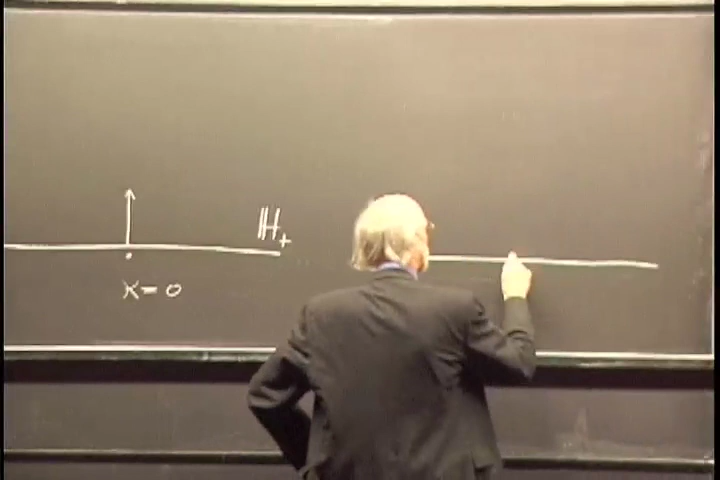 ℍ₊
x = 0